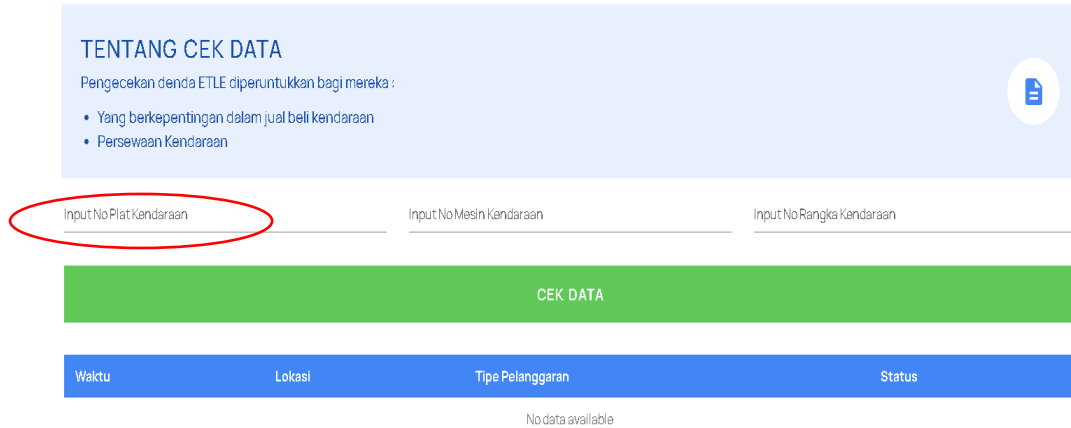 TENTANG CEK DATA
Pengecekan denda ETLE diperuntukkan bagi mereka :
• Yang berkepentingan dalam jual beli kendaraan
• Persewaan Kendaraan
Input No Plat Kendaraan
Input No Mesin Kendaraan
Input No Rangka Kendaraan
CEK DATA
Waktu Lokasi Tipe Pelanggaran Status
No data available